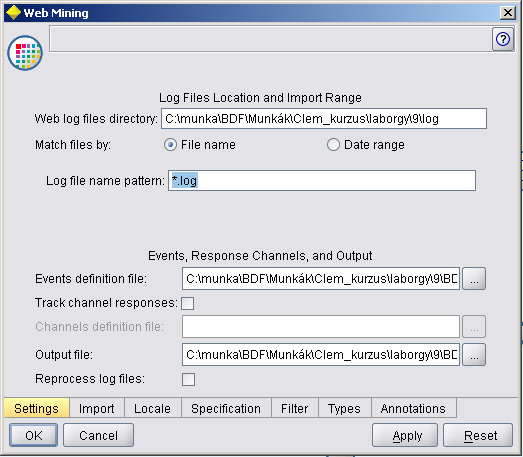 Web Mining
Log Files Location and Import Range
Web log files directory: C:\munka\BDF\Munkák\Clem_kurzus\laborgy\9\log
Match files by: File name Date range
Log file name pattern: *.log
Events, Response Channels, and Output
Events definition file: C:\munka\BDF\Munkák\Clem_kurzus\laborgy\9\BD ...
Track channel responses:
Channels definition file: ...
Output file: C:\munka\BDF\Munkák\Clem_kurzus\laborgy\9\BD ...
Reprocess log files:
Settings Import Locale Specification Filter Types Annotations
OK Cancel Apply Reset